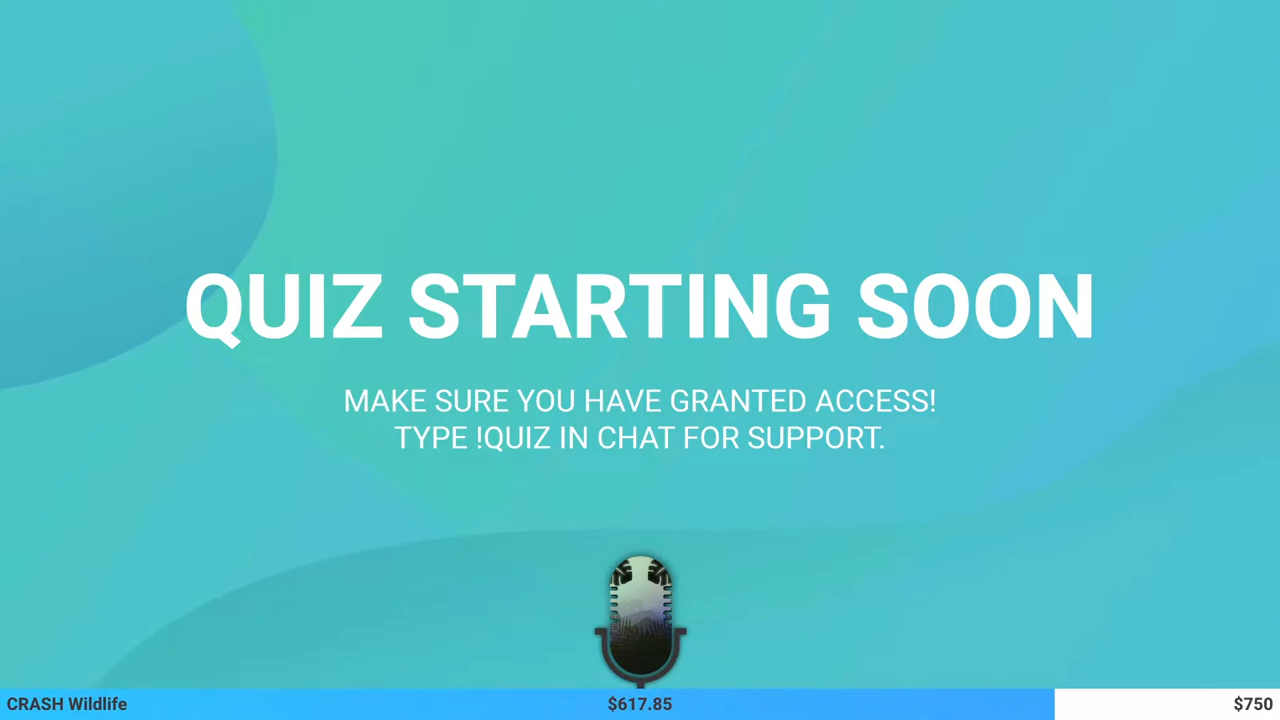 QUIZ STARTING SOON
MAKE SURE YOU HAVE GRANTED ACCESS!
TYPE !QUIZ IN CHAT FOR SUPPORT.
CRASH Wildlife $617.85 $750